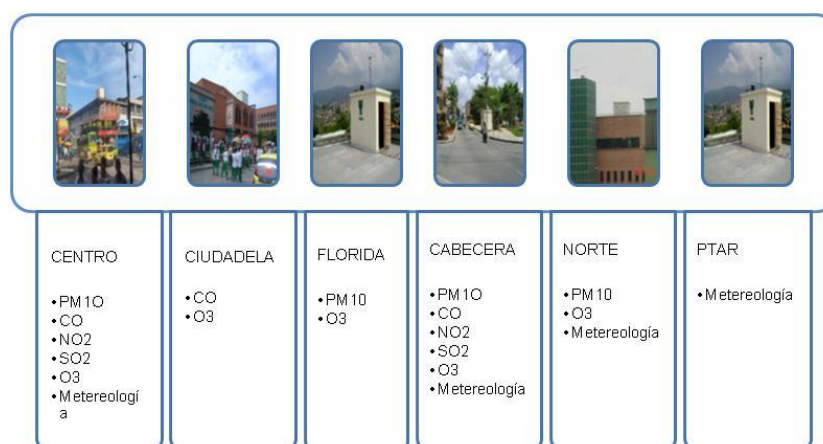 CENTRO
•PM1O
•CO
•NO2
•SO2
•O3
•Metereologí
a
CIUDADELA
•CO
•O3
FLORIDA
•PM10
•O3
CABECERA
•PM1O
•CO
•NO2
•SO2
•O3
•Metereología
NORTE
•PM10
•O3
•Metereología
PTAR
•Metereología